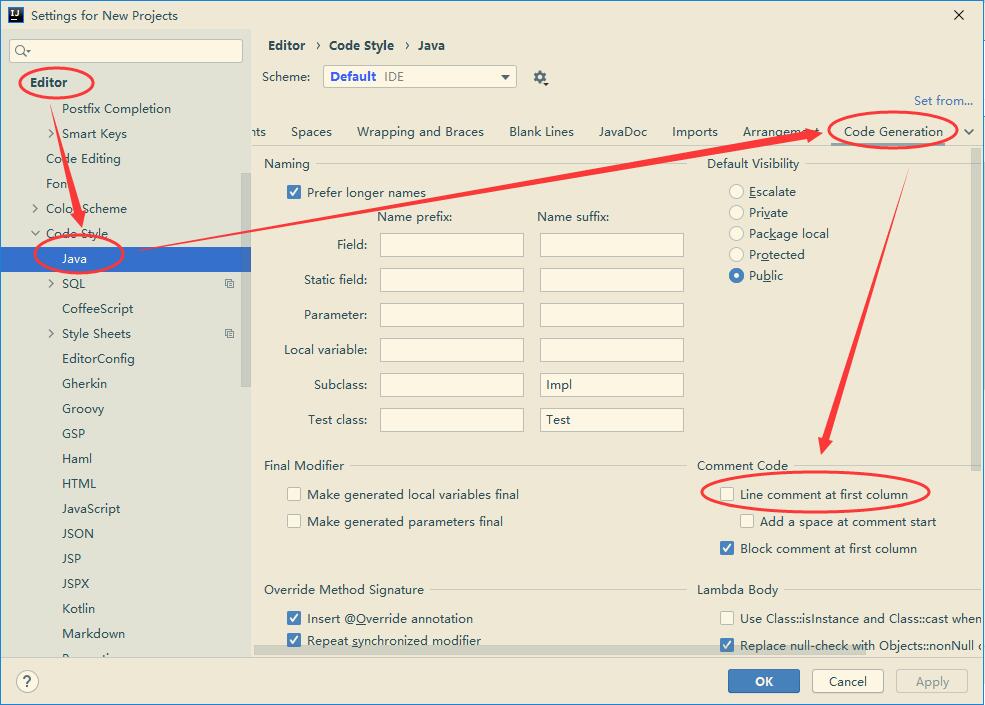 Settings for New Projects
Editor
Postfix Completion
Smart Keys
Code Editing
Font
Color Scheme
Code Style
Java
SQL
CoffeeScript
Style Sheets
EditorConfig
Gherkin
Groovy
GSP
Haml
HTML
JavaScript
JSON
JSP
JSPX
Kotlin
Markdown
Editor › Code Style › Java
Scheme: Default IDE
Set from...
nts Spaces Wrapping and Braces Blank Lines JavaDoc Imports Arrangement Code Generation
Naming
Prefer longer names
Name prefix: Name suffix:
Field:
Static field:
Parameter:
Local variable:
Subclass: Impl
Test class: Test
Default Visibility
Escalate
Private
Package local
Protected
Public
Final Modifier
Make generated local variables final
Make generated parameters final
Comment Code
Line comment at first column
Add a space at comment start
Block comment at first column
Override Method Signature
Insert @Override annotation
Repeat synchronized modifier
Lambda Body
Use Class::isInstance and Class::cast when
Replace null-check with Objects::nonNull o
? OK Cancel Apply